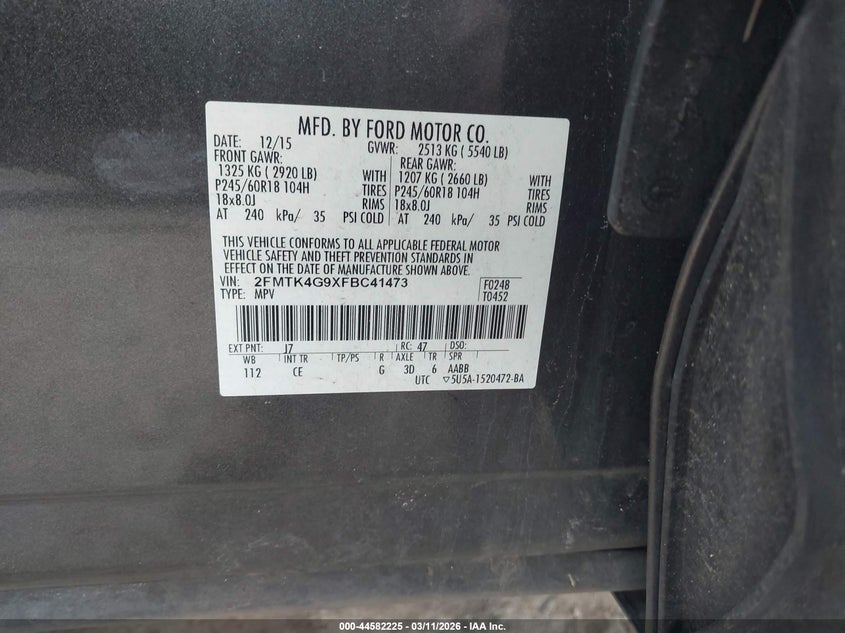 MFD. BY FORD MOTOR CO.
DATE: 12/15 GVWR: 2513 KG ( 5540 LB)
FRONT GAWR: REAR GAWR:
1325 KG ( 2920 LB) WITH 1207 KG ( 2660 LB) WITH
P245/60R18 104H TIRES P245/60R18 104H TIRES
18x8.0J RIMS 18x8.0J RIMS
AT 240 kPa/ 35 PSI COLD AT 240 kPa/ 35 PSI COLD
THIS VEHICLE CONFORMS TO ALL APPLICABLE FEDERAL MOTOR
VEHICLE SAFETY AND THEFT PREVENTION STANDARDS IN
EFFECT ON THE DATE OF MANUFACTURE SHOWN ABOVE.
VIN: 2FMTK4G9XFBC41473 F0248
TYPE: MPV T0452
EXT PNT: J7 RC: 47 DSO:
WB INT TR TP/PS R AXLE TR SPR
112 CE G 3D 6 AABB
UTC ▽5U5A-1520472-BA
000-44582225 - 03/11/2026 - IAA Inc.